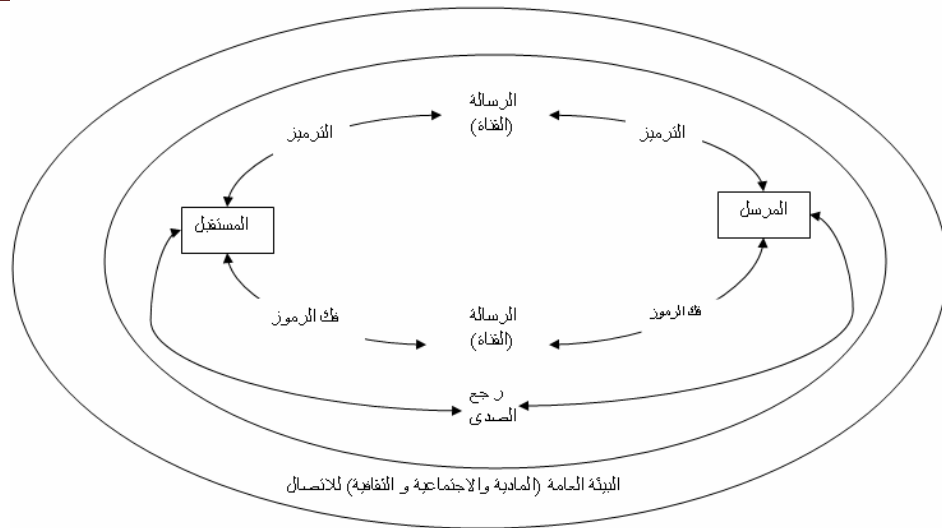 الرسالة
(القناة)
الترميز
الترميز
المرسل
المستقبل
الرسالة
(القناة)
فك الرموز
فك الرموز
رجع
الصدى
البيئة العامة (المادية والاجتماعية و الثقافية) للاتصال